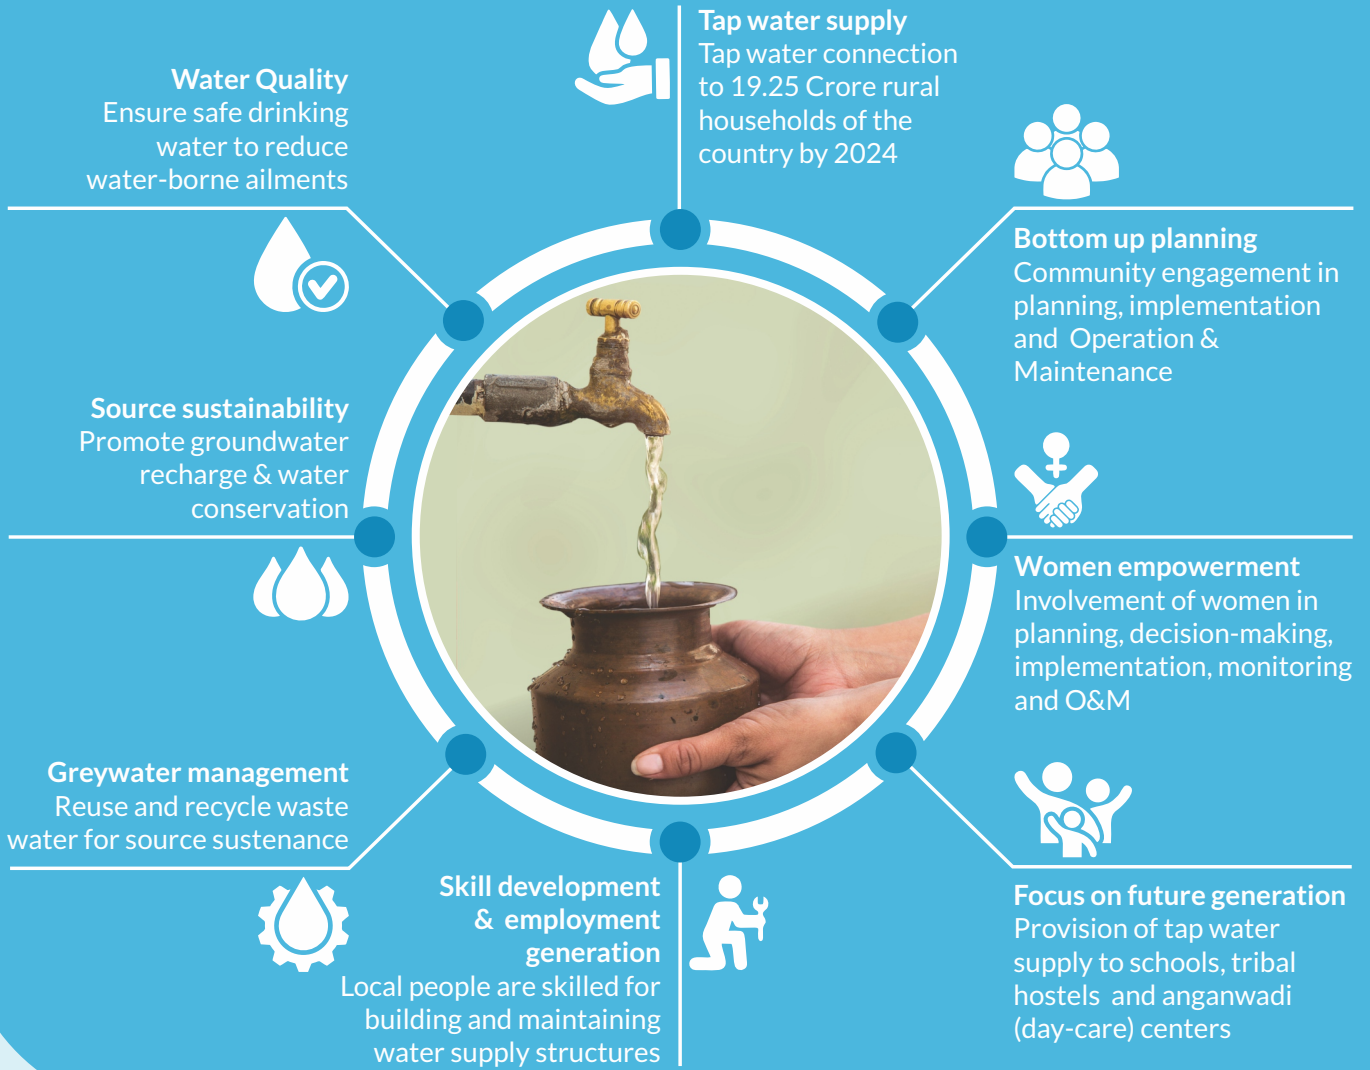 Tap water supply
Tap water connection
to 19.25 Crore rural
households of the
country by 2024
Bottom up planning
Community engagement in
planning, implementation
and Operation &
Maintenance
Women empowerment
Involvement of women in
planning, decision-making,
implementation, monitoring
and O&M
Focus on future generation
Provision of tap water
supply to schools, tribal
hostels and anganwadi
(day-care) centers
Skill development
& employment
generation
Local people are skilled for
building and maintaining
water supply structures
Greywater management
Reuse and recycle waste
water for source sustenance
Source sustainability
Promote groundwater
recharge & water
conservation
Water Quality
Ensure safe drinking
water to reduce
water-borne ailments